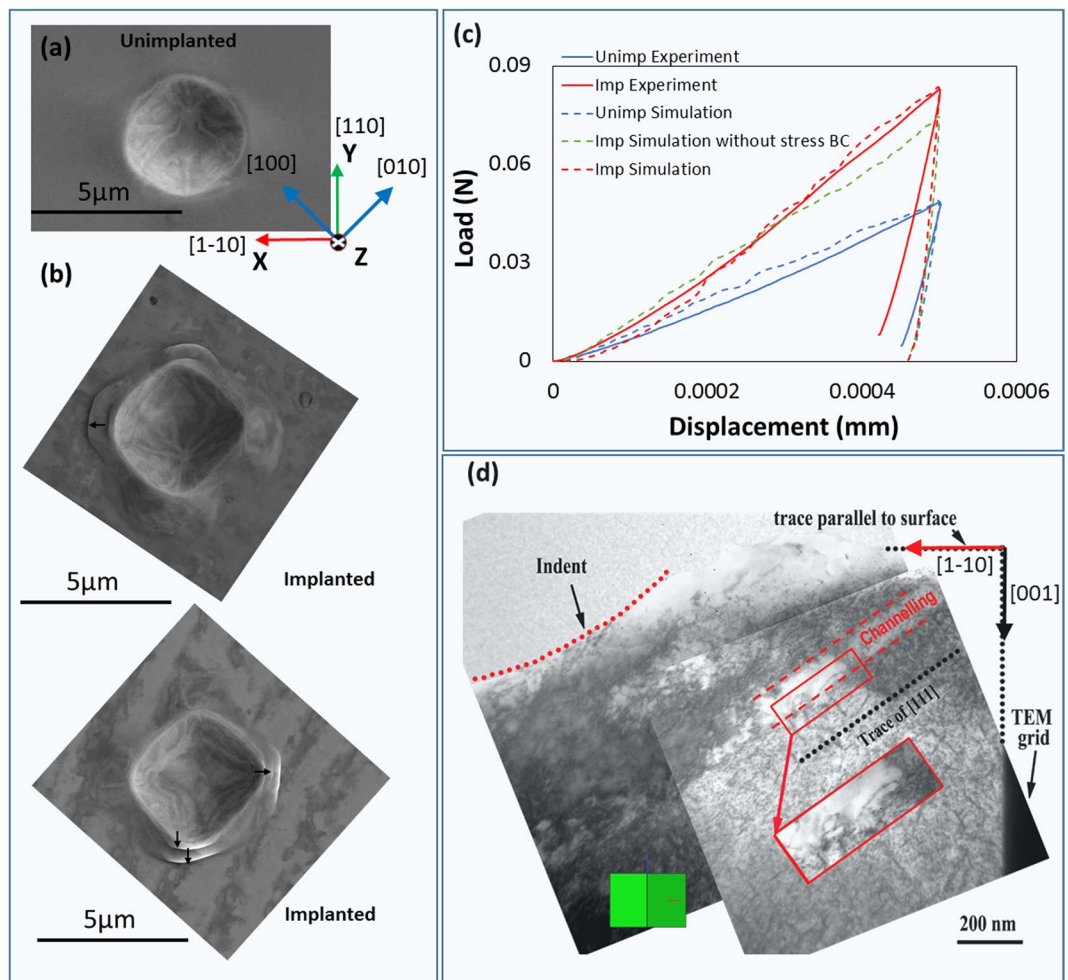 (a)
Unimplanted
5μm
[100]
[110]
Y
[010]
[1-10]
X
Z
(b)
5μm
Implanted
5μm
Implanted
(c)
Unimp Experiment
Imp Experiment
Unimp Simulation
Imp Simulation without stress BC
Imp Simulation
0.09
0.06
0.03
0
Load (N)
0
0.0002
0.0004
0.0006
Displacement (mm)
(d)
trace parallel to surface
Indent
[1-10]
[001]
Channelling
Trace of [111]
TEM
grid
200 nm